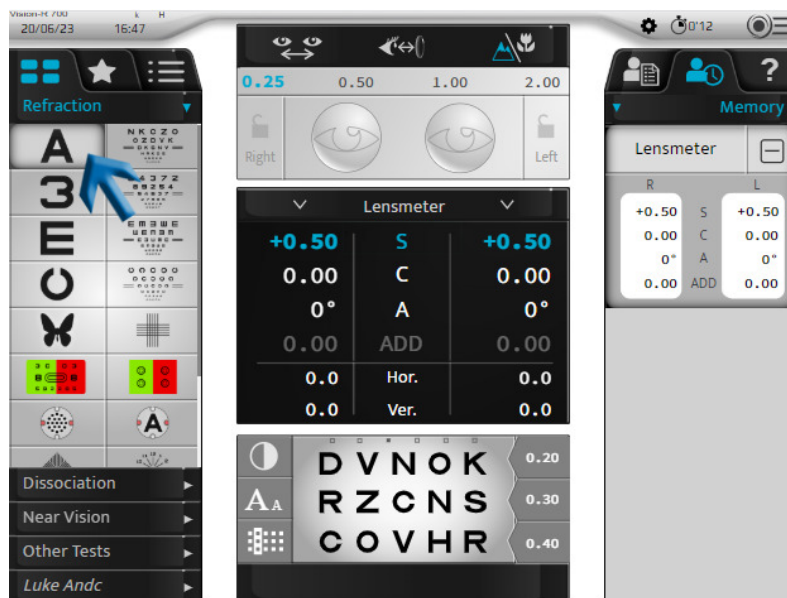 Vision-R 700
20/06/23 16:47
0'12
Refraction
A
N K C Z O
O Z D V K
D K S N V
3
E
E m 3 W E
A
Dissociation
Near Vision
Other Tests
Luke Andc
0.25 0.50 1.00 2.00
Right Left
Lensmeter
+0.50 S +0.50
0.00 C 0.00
0° A 0°
0.00 ADD 0.00
0.0 Hor. 0.0
0.0 Ver. 0.0
D V N O K 0.20
A A R Z C N S 0.30
C O V H R 0.40
?
Memory
Lensmeter
R L
+0.50 S +0.50
0.00 C 0.00
0° A 0°
0.00 ADD 0.00